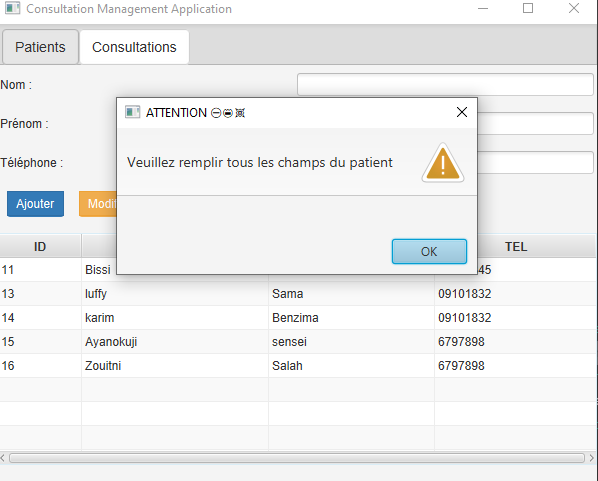 Consultation Management Application
Patients Consultations
Nom :
ATTENTION
Prénom :
Veuillez remplir tous les champs du patient
Téléphone :
Ajouter
OK
ID TEL
11 Bissi 45
13 luffy Sama 09101832
14 karim Benzima 09101832
15 Ayanokuji sensei 6797898
16 Zouitni Salah 6797898